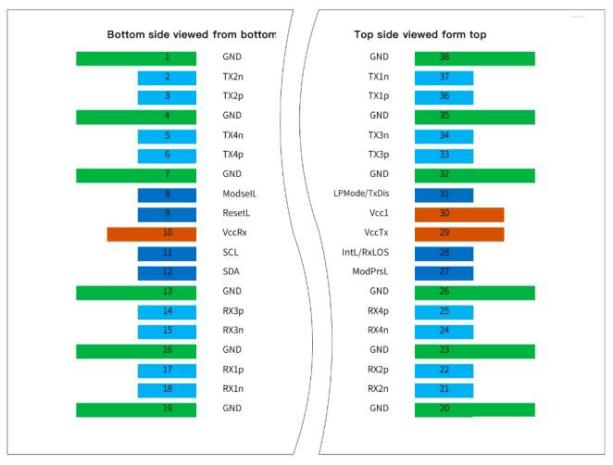 Bottom side viewed from bottom
1 GND
2 TX2n
3 TX2p
4 GND
5 TX4n
6 TX4p
7 GND
8 ModselL
9 ResetL
10 VccRx
11 SCL
12 SDA
13 GND
14 RX3p
15 RX3n
16 GND
17 RX1p
18 RX1n
19 GND
Top side viewed form top
GND 38
TX1n 37
TX1p 36
GND 35
TX3n 34
TX3p 33
GND 32
LPMode/TxDis 31
Vcc1 30
VccTx 29
IntL/RxLOS 28
ModPrsL 27
GND 26
RX4p 25
RX4n 24
GND 23
RX2p 22
RX2n 21
GND 20